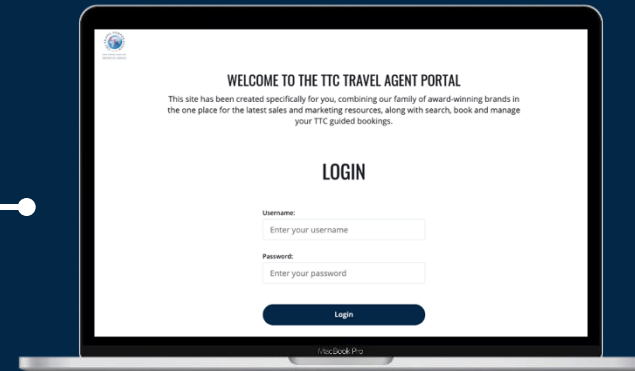 WELCOME TO THE TTC TRAVEL AGENT PORTAL
This site has been created specifically for you, combining our family of award-winning brands in
the one place for the latest sales and marketing resources, along with search, book and manage
your TTC guided bookings.
LOGIN
Username:
Enter your username
Password:
Enter your password
Login
MacBook Pro